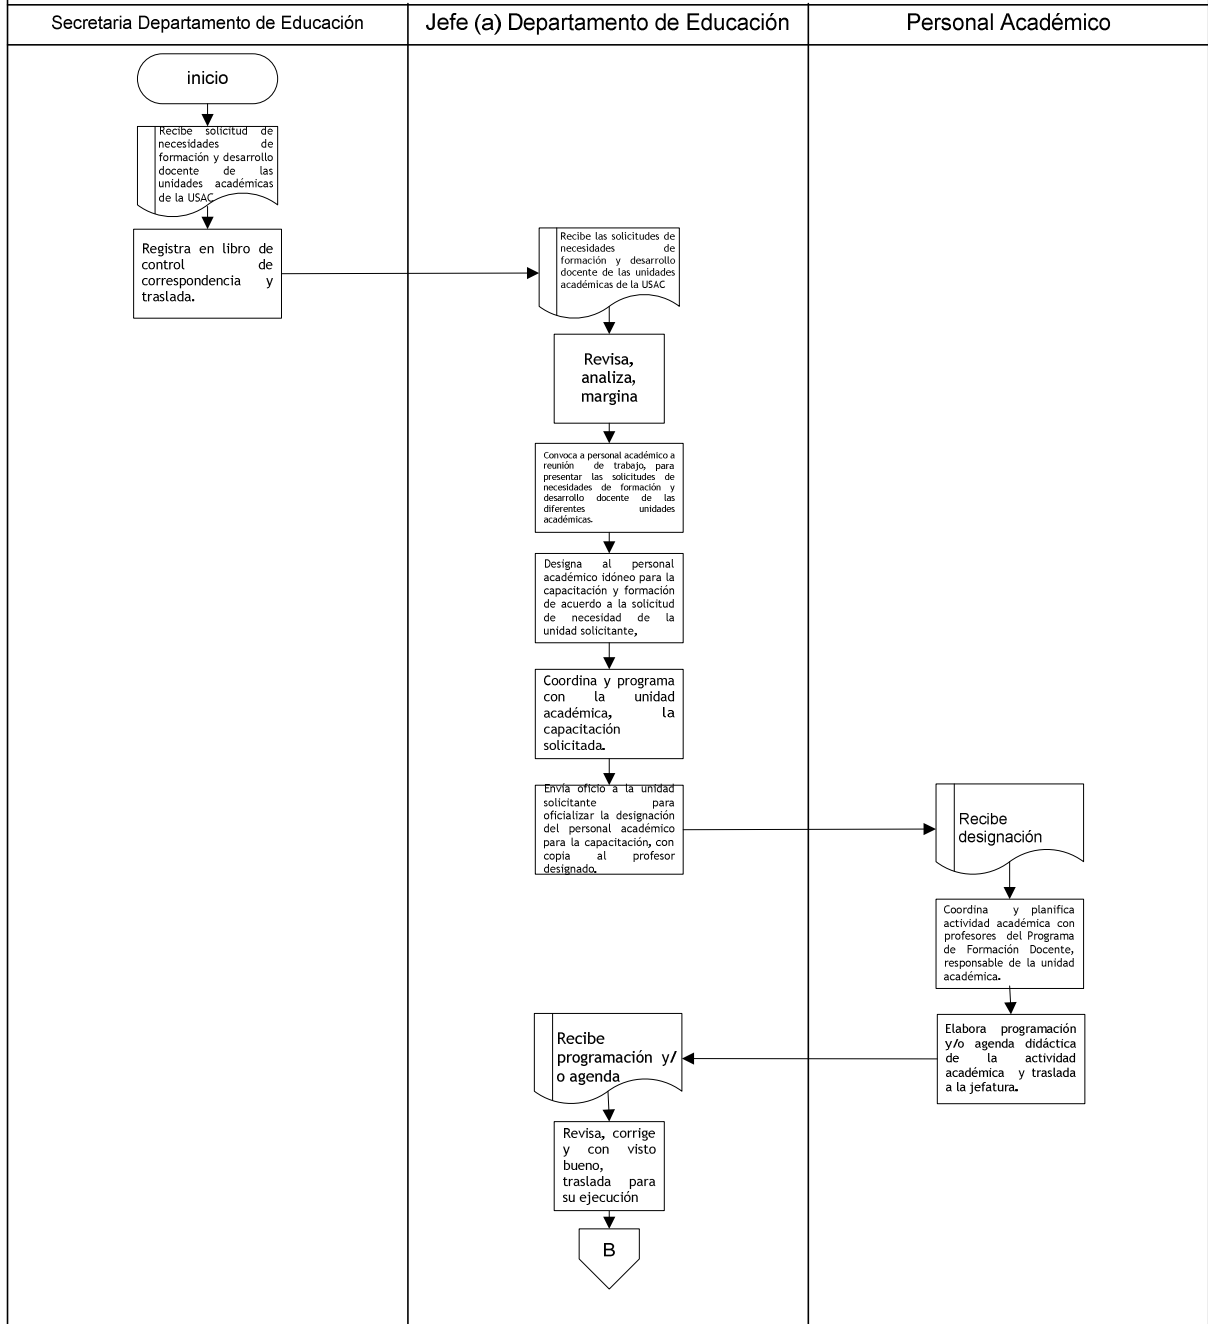 Secretaria Departamento de Educación
Jefe (a) Departamento de Educación
Personal Académico
inicio
Recibe solicitud de
necesidades de
formación y desarrollo
docente de las
unidades académicas
de la USAC
Registra en libro de
control de
correspondencia y
traslada.
Recibe las solicitudes de
necesidades de
formación y desarrollo
docente de las unidades
académicas de la USAC
Revisa,
analiza,
margina
Convoca a personal académico a
reunión de trabajo, para
presentar las solicitudes de
necesidades de formación y
desarrollo docente de las
diferentes unidades
académicas.
Designa al personal
académico idóneo para la
capacitación y formación
de acuerdo a la solicitud
de necesidad de la
unidad solicitante,
Coordina y programa
con la unidad
académica, la
capacitación
solicitada.
Envía oficio a la unidad
solicitante para
oficializar la designación
del personal académico
para la capacitación, con
copia al profesor
designado.
Recibe
designación
Coordina y planifica
actividad académica con
profesores del Programa
de Formación Docente,
responsable de la unidad
académica.
Elabora programación
y/o agenda didáctica
de la actividad
académica y traslada
a la jefatura.
Recibe
programación y/
o agenda
Revisa, corrige
y con visto
bueno,
traslada para
su ejecución
B